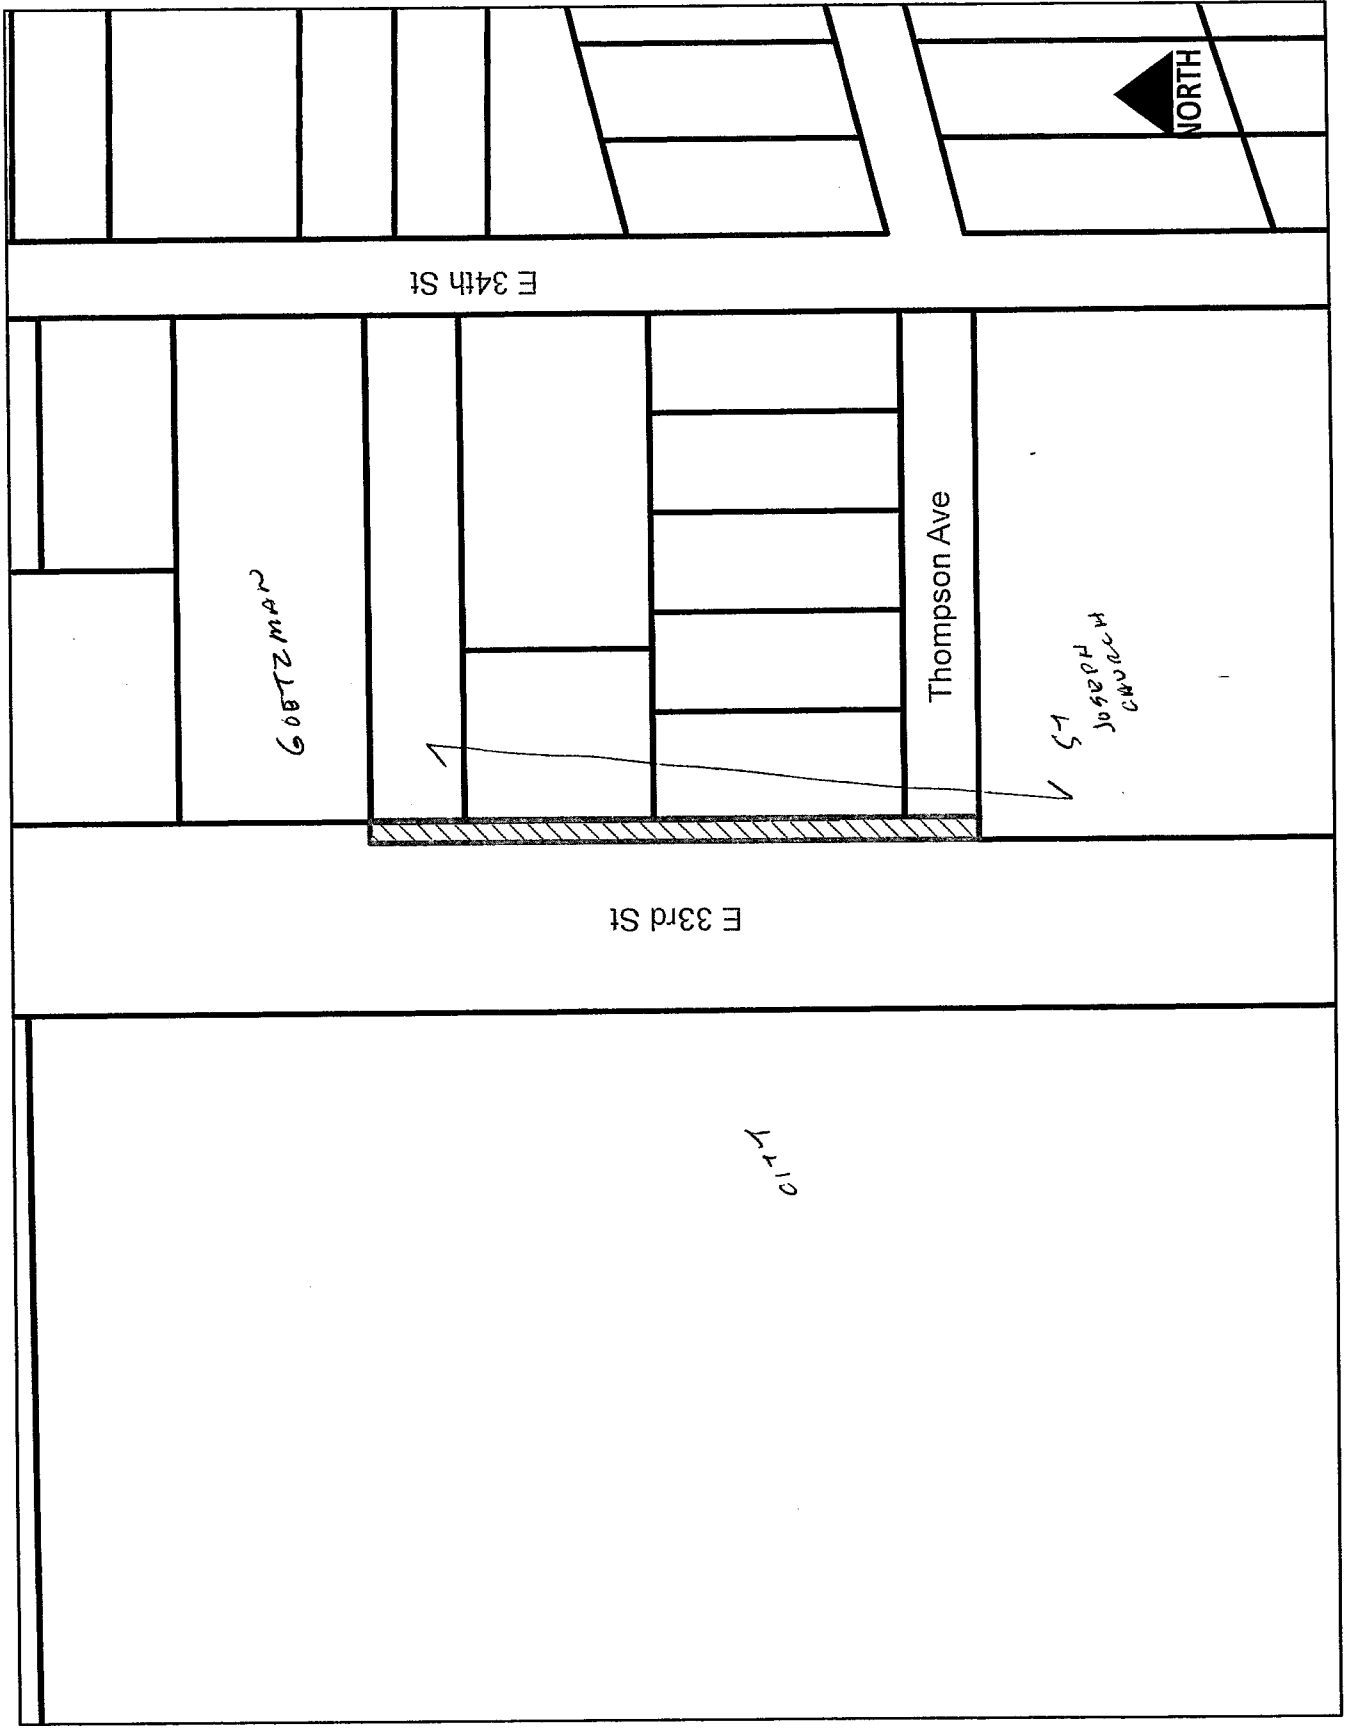 NORTH
E 34th St
Thompson Ave
GOETZMAN
ST
JOSEPH
CHURCH
E 33rd St
CITY